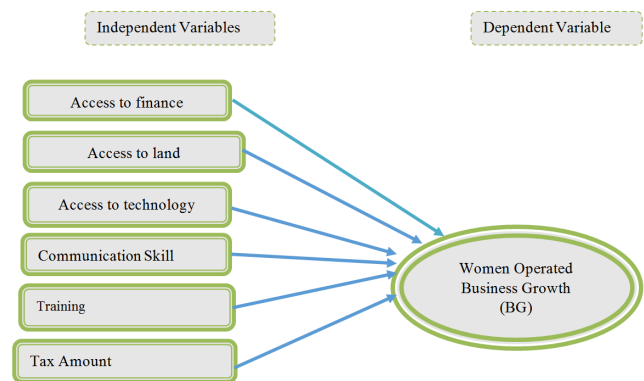 Independent Variables
Dependent Variable
Access to finance
Access to land
Access to technology
Communication Skill
Training
Tax Amount
Women Operated
Business Growth
(BG)